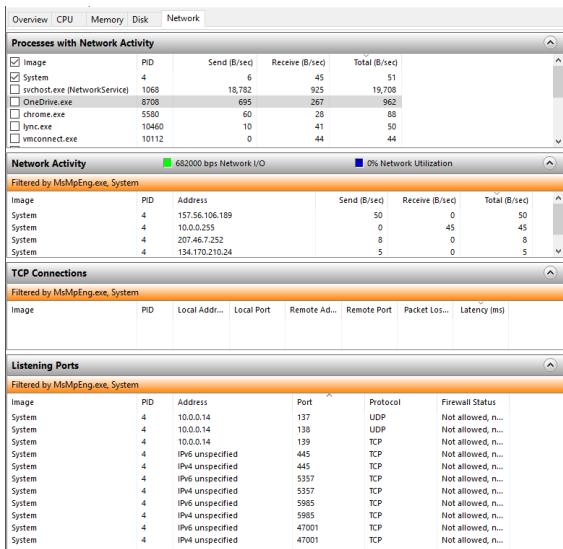 Overview CPU Memory Disk Network
Processes with Network Activity
Image PID Send (B/sec) Receive (B/sec) Total (B/sec)
System 4 6 45 51
svchost.exe (NetworkService) 1068 18,782 925 19,708
OneDrive.exe 8708 695 267 962
chrome.exe 5580 60 28 88
lync.exe 10460 10 41 50
vmconnect.exe 10112 0 44 44
Network Activity 682000 bps Network I/O 0% Network Utilization
Filtered by MsMpEng.exe, System
Image PID Address Send (B/sec) Receive (B/sec) Total (B/sec)
System 4 157.56.106.189 50 0 50
System 4 10.0.0.255 0 45 45
System 4 207.46.7.252 8 0 8
System 4 134.170.210.24 5 0 5
TCP Connections
Filtered by MsMpEng.exe, System
Image PID Local Addr... Local Port Remote Ad... Remote Port Packet Los... Latency (ms)
Listening Ports
Filtered by MsMpEng.exe, System
Image PID Address Port Protocol Firewall Status
System 4 10.0.0.14 137 UDP Not allowed, n...
System 4 10.0.0.14 138 UDP Not allowed, n...
System 4 10.0.0.14 139 TCP Not allowed, n...
System 4 IPv6 unspecified 445 TCP Not allowed, n...
System 4 IPv4 unspecified 445 TCP Not allowed, n...
System 4 IPv6 unspecified 5357 TCP Not allowed, n...
System 4 IPv4 unspecified 5357 TCP Not allowed, n...
System 4 IPv6 unspecified 5985 TCP Not allowed, n...
System 4 IPv4 unspecified 5985 TCP Not allowed, n...
System 4 IPv6 unspecified 47001 TCP Not allowed, n...
System 4 IPv4 unspecified 47001 TCP Not allowed, n...